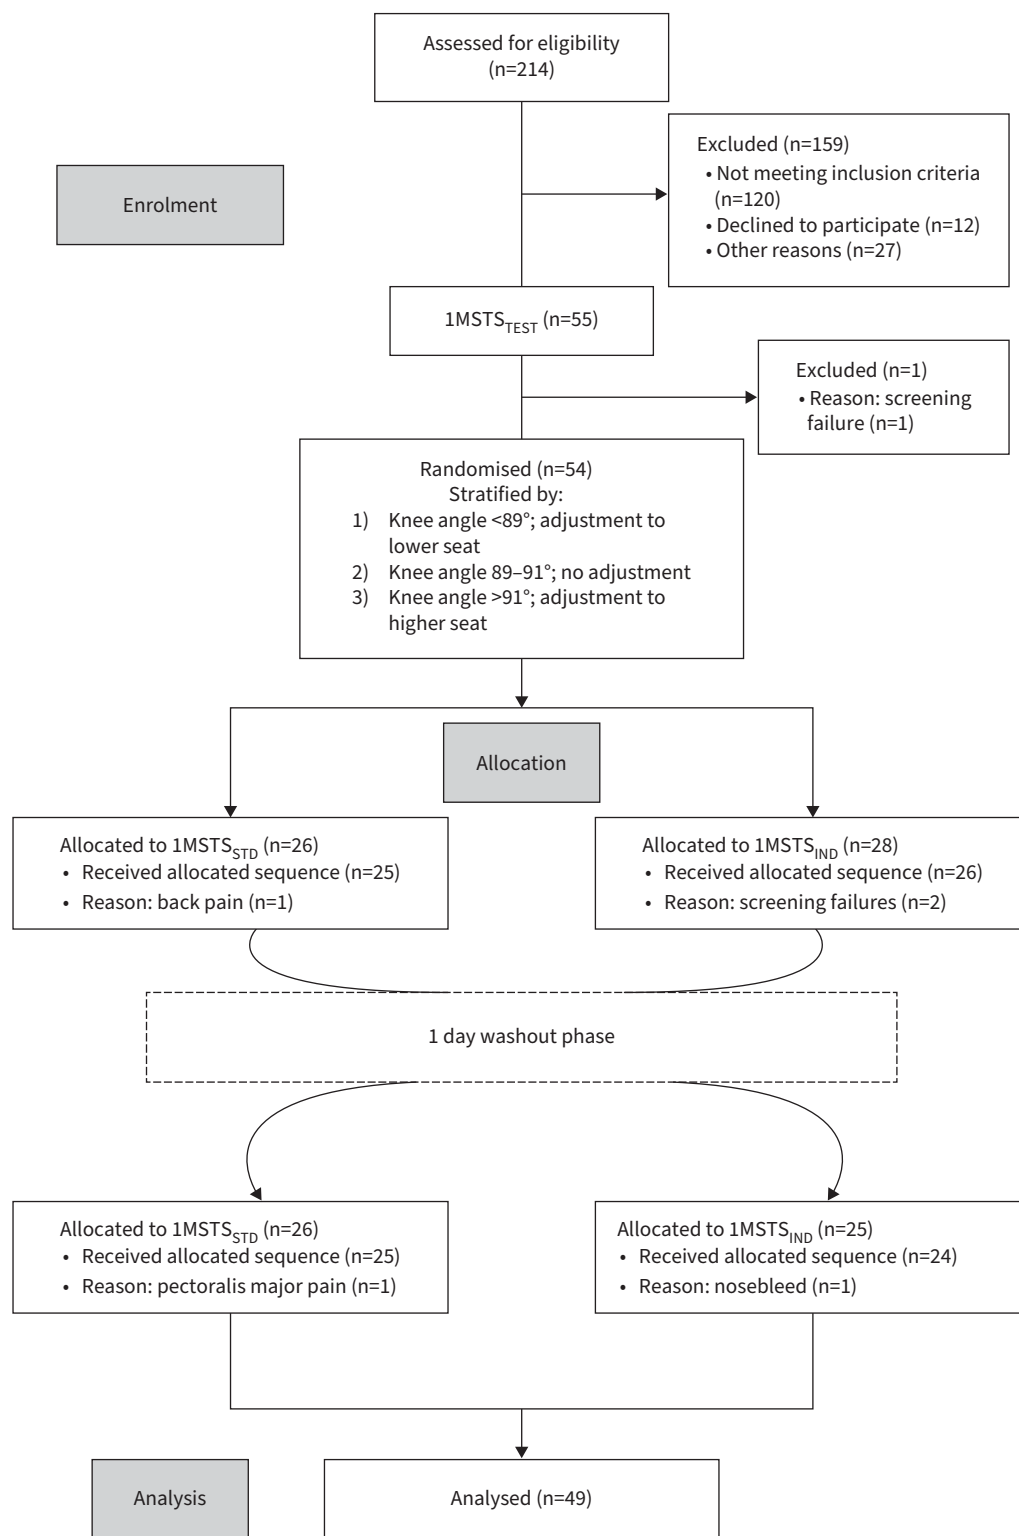 Assessed for eligibility
(n=214)
Excluded (n=159)
• Not meeting inclusion criteria
(n=120)
• Declined to participate (n=12)
• Other reasons (n=27)
Enrolment
1MSTS_TEST (n=55)
Excluded (n=1)
• Reason: screening
failure (n=1)
Randomised (n=54)
Stratified by:
1) Knee angle <89°; adjustment to
lower seat
2) Knee angle 89–91°; no adjustment
3) Knee angle >91°; adjustment to
higher seat
Allocation
Allocated to 1MSTS_STD (n=26)
• Received allocated sequence (n=25)
• Reason: back pain (n=1)
Allocated to 1MSTS_IND (n=28)
• Received allocated sequence (n=26)
• Reason: screening failures (n=2)
1 day washout phase
Allocated to 1MSTS_STD (n=26)
• Received allocated sequence (n=25)
• Reason: pectoralis major pain (n=1)
Allocated to 1MSTS_IND (n=25)
• Received allocated sequence (n=24)
• Reason: nosebleed (n=1)
Analysis
Analysed (n=49)